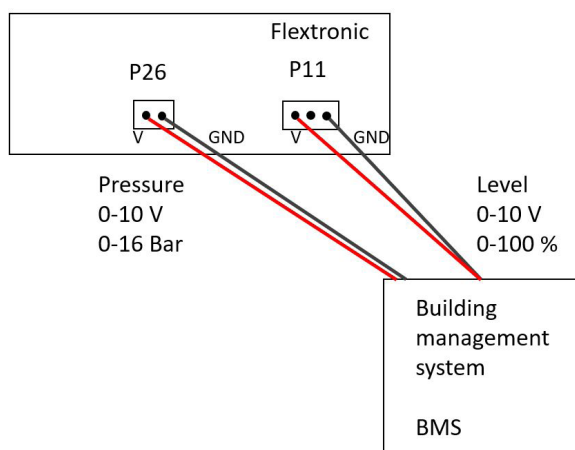 Flextronic
P26
P11
V
GND
V
GND
Pressure
0-10 V
0-16 Bar
Level
0-10 V
0-100 %
Building
management
system
BMS